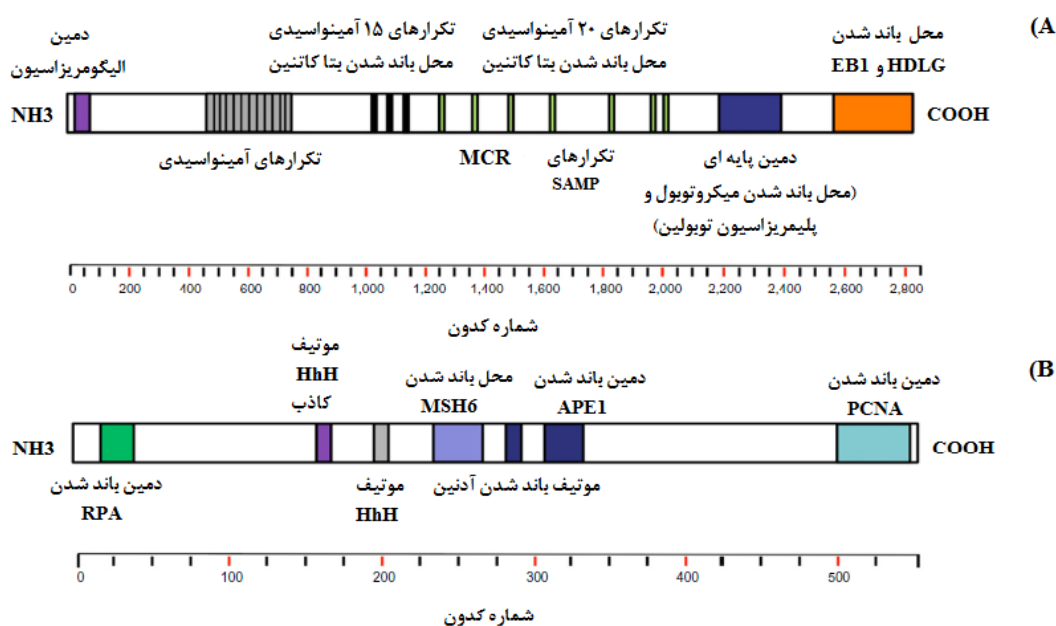 (A
دمین
الیگومریزاسیون
تکرارهای ۱۵ آمینواسیدی
محل باند شدن بتا کاتنین
تکرارهای ۲۰ آمینواسیدی
محل باند شدن بتا کاتنین
محل باند شدن
HDLG و EB1
NH3
COOH
تکرارهای آمینواسیدی
MCR
تکرارهای
SAMP
دمین پایه ای
(محل باند شدن میکروتوبول و
پلیمریزاسیون توبولین)
0 200 400 600 800 1,000 1,200 1,400 1,600 1,800 2,000 2,200 2,400 2,600 2,800
شماره کدون
(B
موتیف
HhH
کاذب
محل باند شدن
MSH6
دمین باند شدن
APE1
دمین باند شدن
PCNA
NH3
COOH
دمین باند شدن
RPA
موتیف
HhH
موتیف باند شدن آدنین
0 100 200 300 400 500
شماره کدون